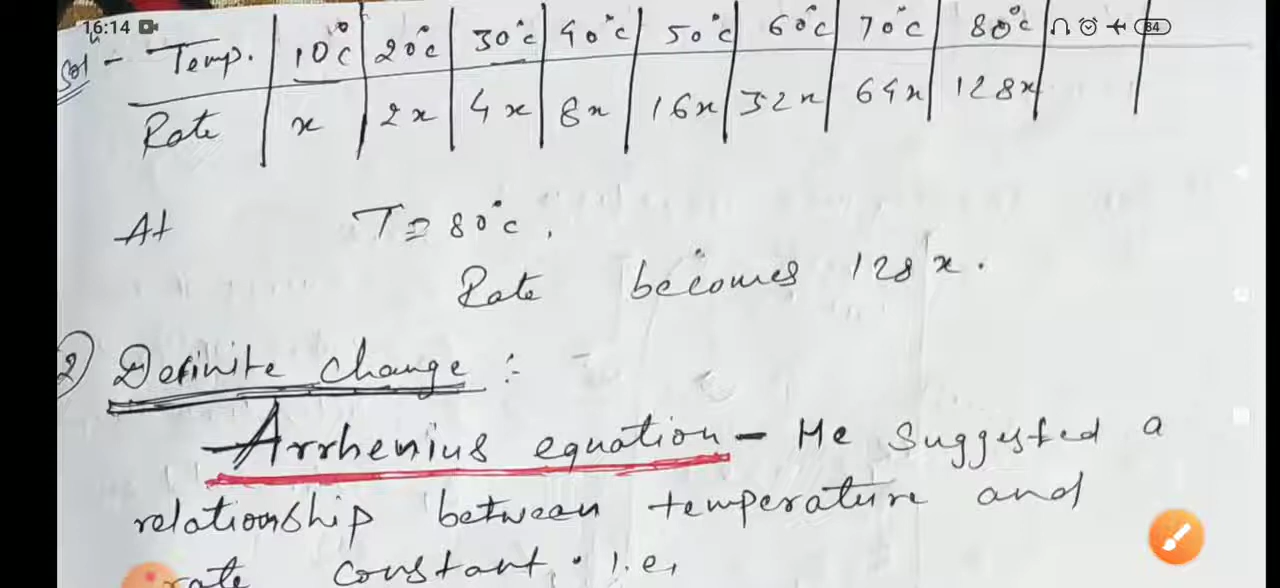 16:14 84
Sol - Temp. 10°c 20°c 30°c 40°c 50°c 60°c 70°c 80°c
Rate x 2x 4x 8x 16x 32x 64x 128x
At T = 80°c.
Rate becomes 128x.
2) Definite change :-
Arrhenius equation - He suggested a
relationship between temperature and
rate constant. i.e,